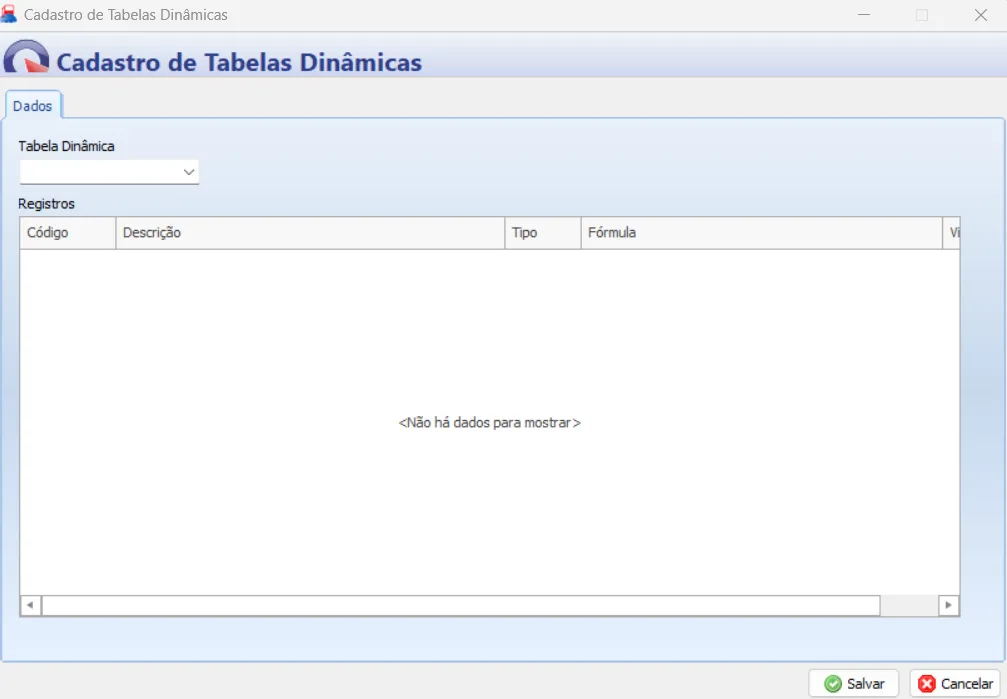 Cadastro de Tabelas Dinâmicas
Cadastro de Tabelas Dinâmicas
Dados
Tabela Dinâmica
Registros
Código Descrição Tipo Fórmula Vi
<Não há dados para mostrar>
Salvar Cancelar